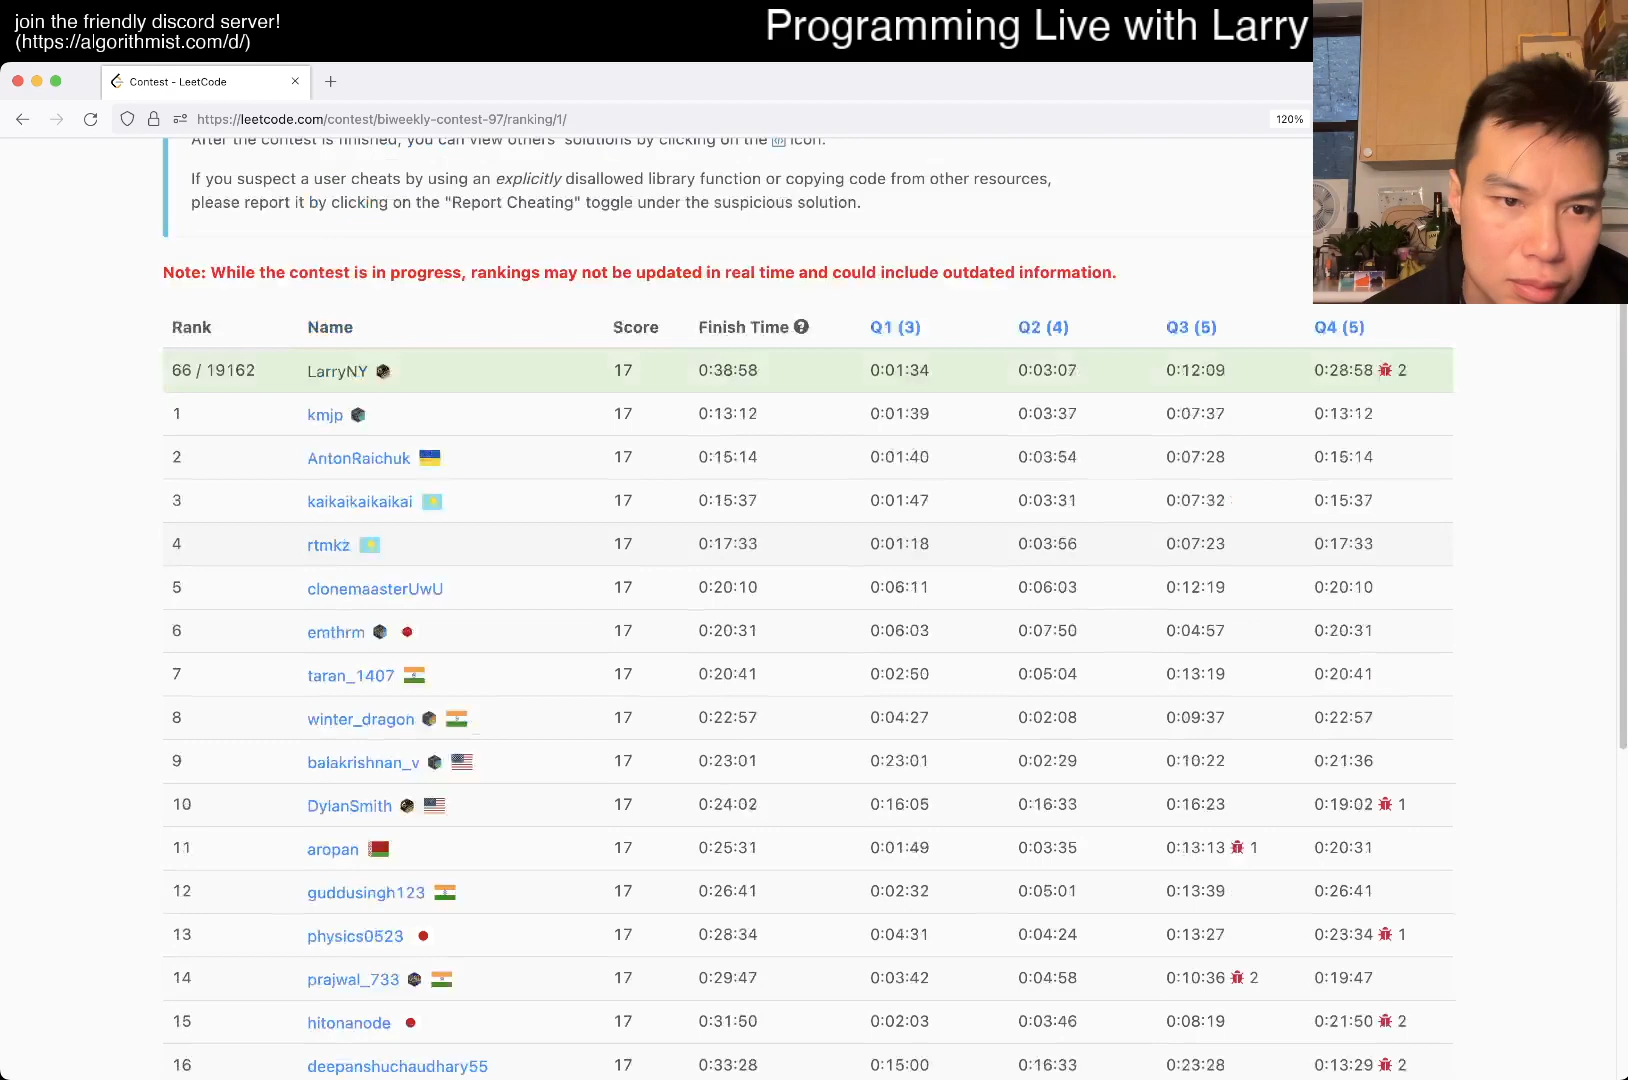 join the friendly discord server!
(https://algorithmist.com/d/)
Programming Live with Larry
Contest - LeetCode
https://leetcode.com/contest/biweekly-contest-97/ranking/1/
120%
After the contest is finished, you can view others' solutions by clicking on the icon.
If you suspect a user cheats by using an explicitly disallowed library function or copying code from other resources,
please report it by clicking on the "Report Cheating" toggle under the suspicious solution.
Note: While the contest is in progress, rankings may not be updated in real time and could include outdated information.
Rank Name Score Finish Time Q1 (3) Q2 (4) Q3 (5) Q4 (5)
66 / 19162 LarryNY 17 0:38:58 0:01:34 0:03:07 0:12:09 0:28:58 2
1 kmjp 17 0:13:12 0:01:39 0:03:37 0:07:37 0:13:12
2 AntonRaichuk 17 0:15:14 0:01:40 0:03:54 0:07:28 0:15:14
3 kaikaikaikaikai 17 0:15:37 0:01:47 0:03:31 0:07:32 0:15:37
4 rtmkz 17 0:17:33 0:01:18 0:03:56 0:07:23 0:17:33
5 clonemaasterUwU 17 0:20:10 0:06:11 0:06:03 0:12:19 0:20:10
6 emthrm 17 0:20:31 0:06:03 0:07:50 0:04:57 0:20:31
7 taran_1407 17 0:20:41 0:02:50 0:05:04 0:13:19 0:20:41
8 winter_dragon 17 0:22:57 0:04:27 0:02:08 0:09:37 0:22:57
9 balakrishnan_v 17 0:23:01 0:23:01 0:02:29 0:10:22 0:21:36
10 DylanSmith 17 0:24:02 0:16:05 0:16:33 0:16:23 0:19:02 1
11 aropan 17 0:25:31 0:01:49 0:03:35 0:13:13 1 0:20:31
12 guddusingh123 17 0:26:41 0:02:32 0:05:01 0:13:39 0:26:41
13 physics0523 17 0:28:34 0:04:31 0:04:24 0:13:27 0:23:34 1
14 prajwal_733 17 0:29:47 0:03:42 0:04:58 0:10:36 2 0:19:47
15 hitonanode 17 0:31:50 0:02:03 0:03:46 0:08:19 0:21:50 2
16 deepanshuchaudhary55 17 0:33:28 0:15:00 0:16:33 0:23:28 0:13:29 2